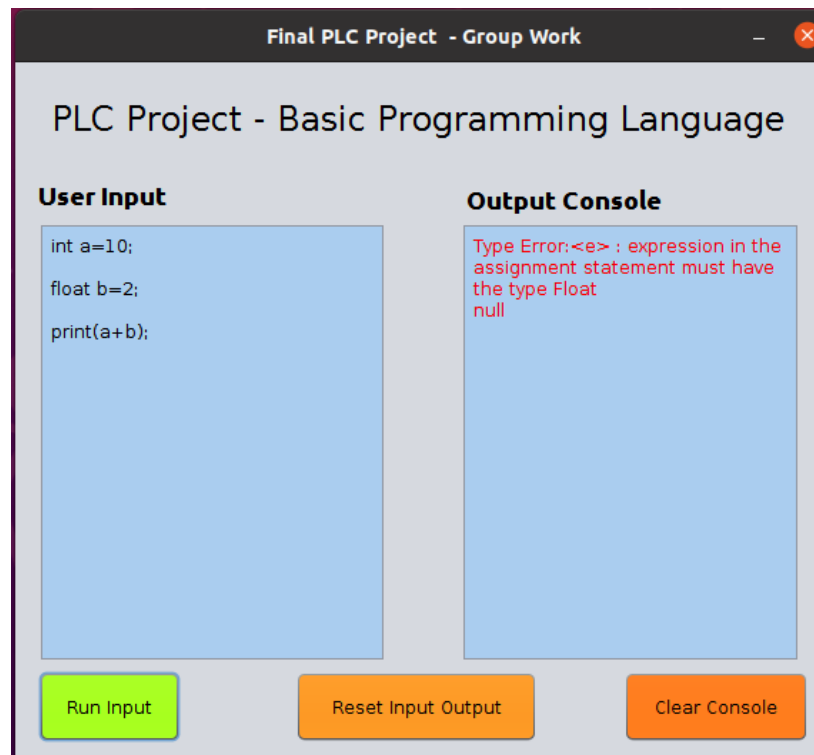 Final PLC Project - Group Work
PLC Project - Basic Programming Language
User Input
int a=10;
float b=2;
print(a+b);
Output Console
Type Error:<e> : expression in the
assignment statement must have
the type Float
null
Run Input
Reset Input Output
Clear Console